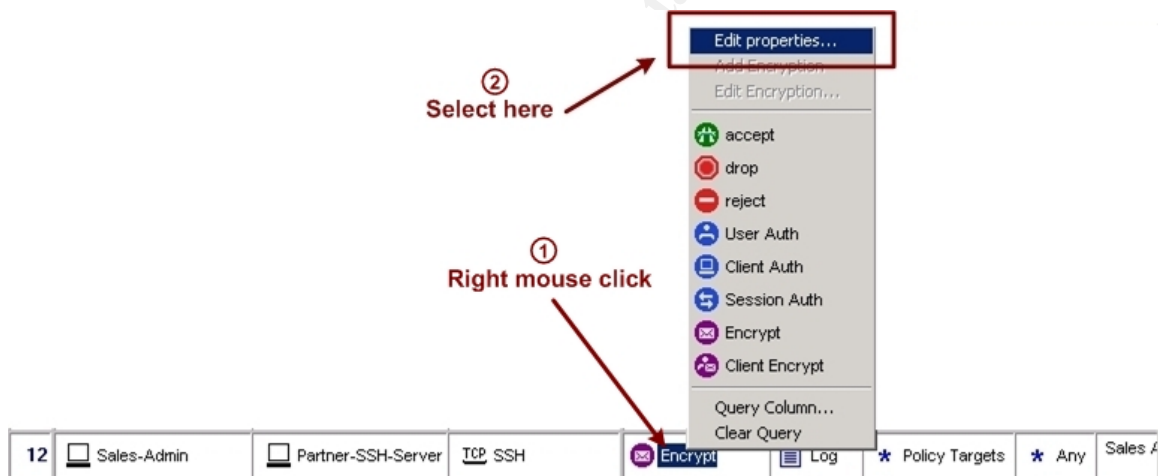 Edit properties...
Add Encryption
Edit Encryption...
②
Select here
accept
drop
reject
User Auth
①
Right mouse click
Client Auth
Session Auth
Encrypt
Client Encrypt
Query Column...
Clear Query
12 Sales-Admin Partner-SSH-Server TCP SSH Encrypt Log * Policy Targets * Any Sales